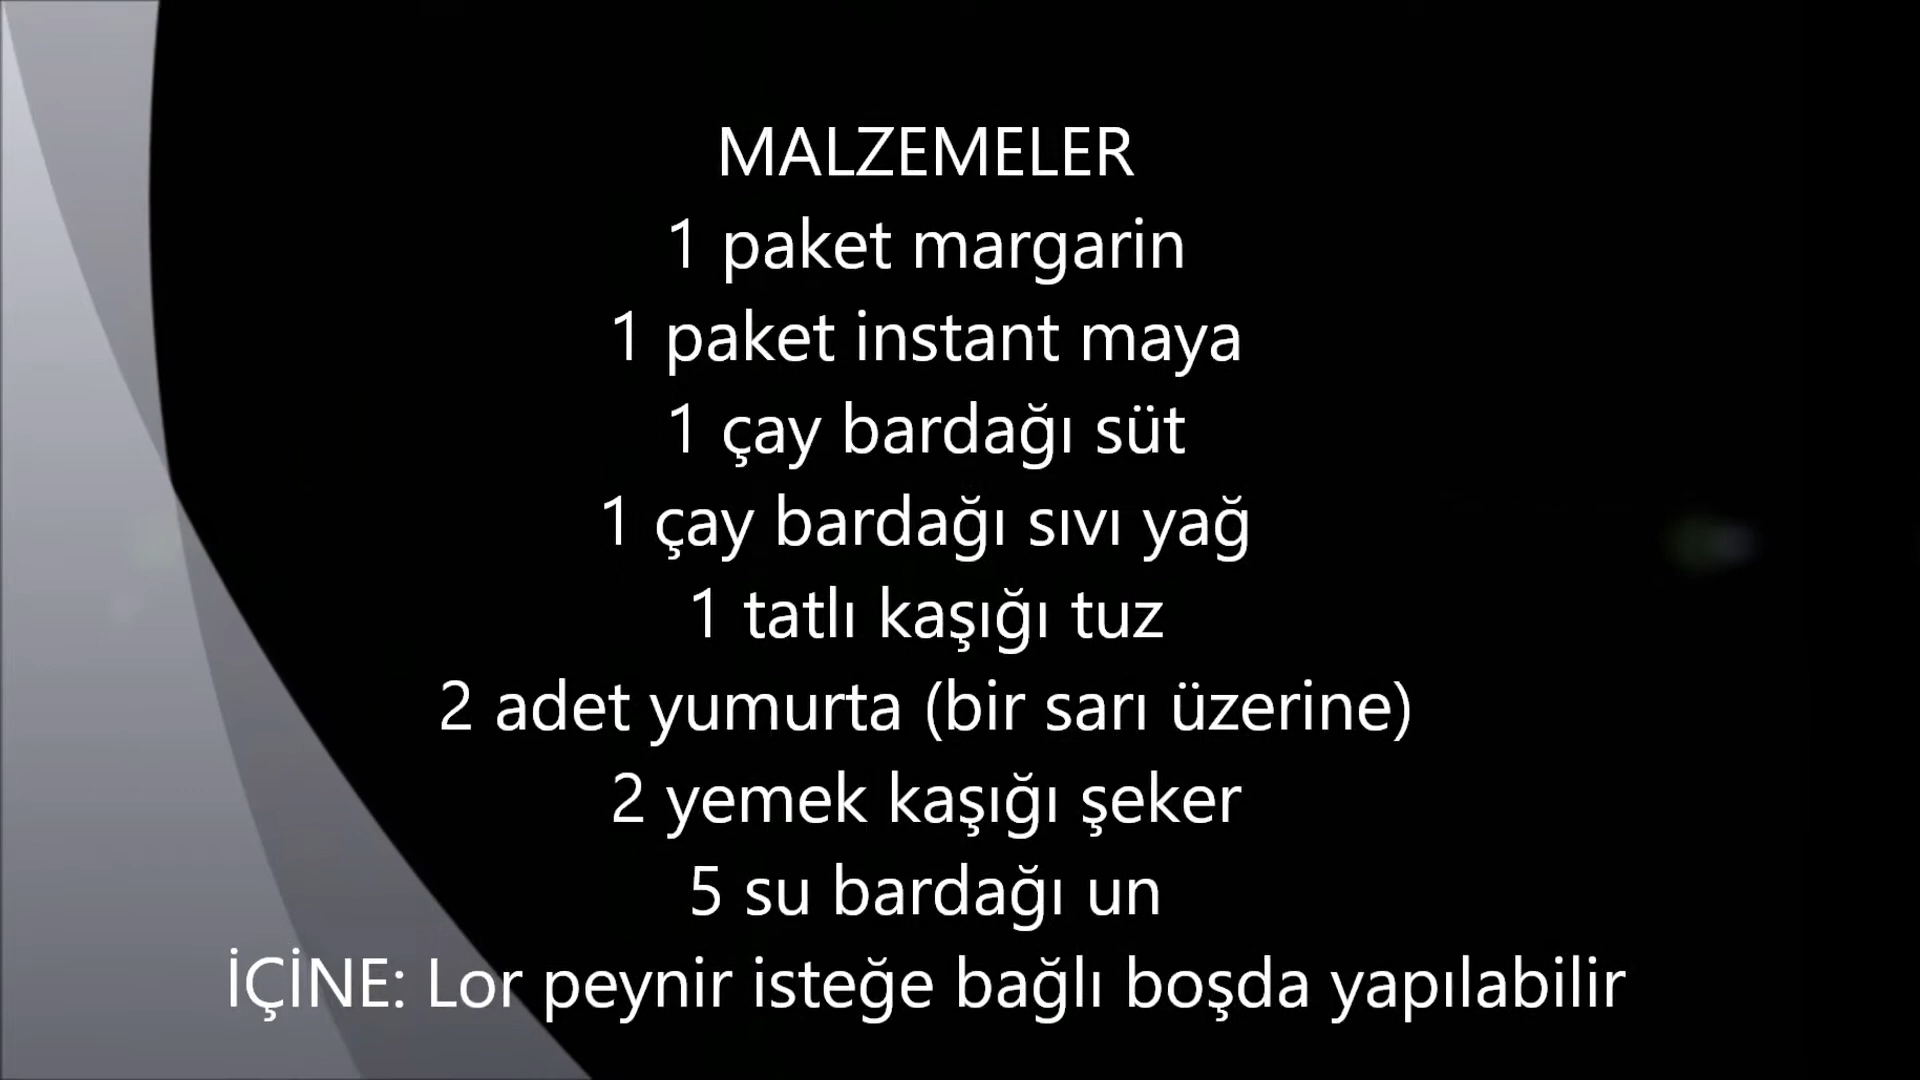 MALZEMELER
1 paket margarin
1 paket instant maya
1 çay bardağı süt
1 çay bardağı sıvı yağ
1 tatlı kaşığı tuz
2 adet yumurta (bir sarı üzerine)
2 yemek kaşığı şeker
5 su bardağı un
İÇİNE: Lor peynir isteğe bağlı boşda yapılabilir